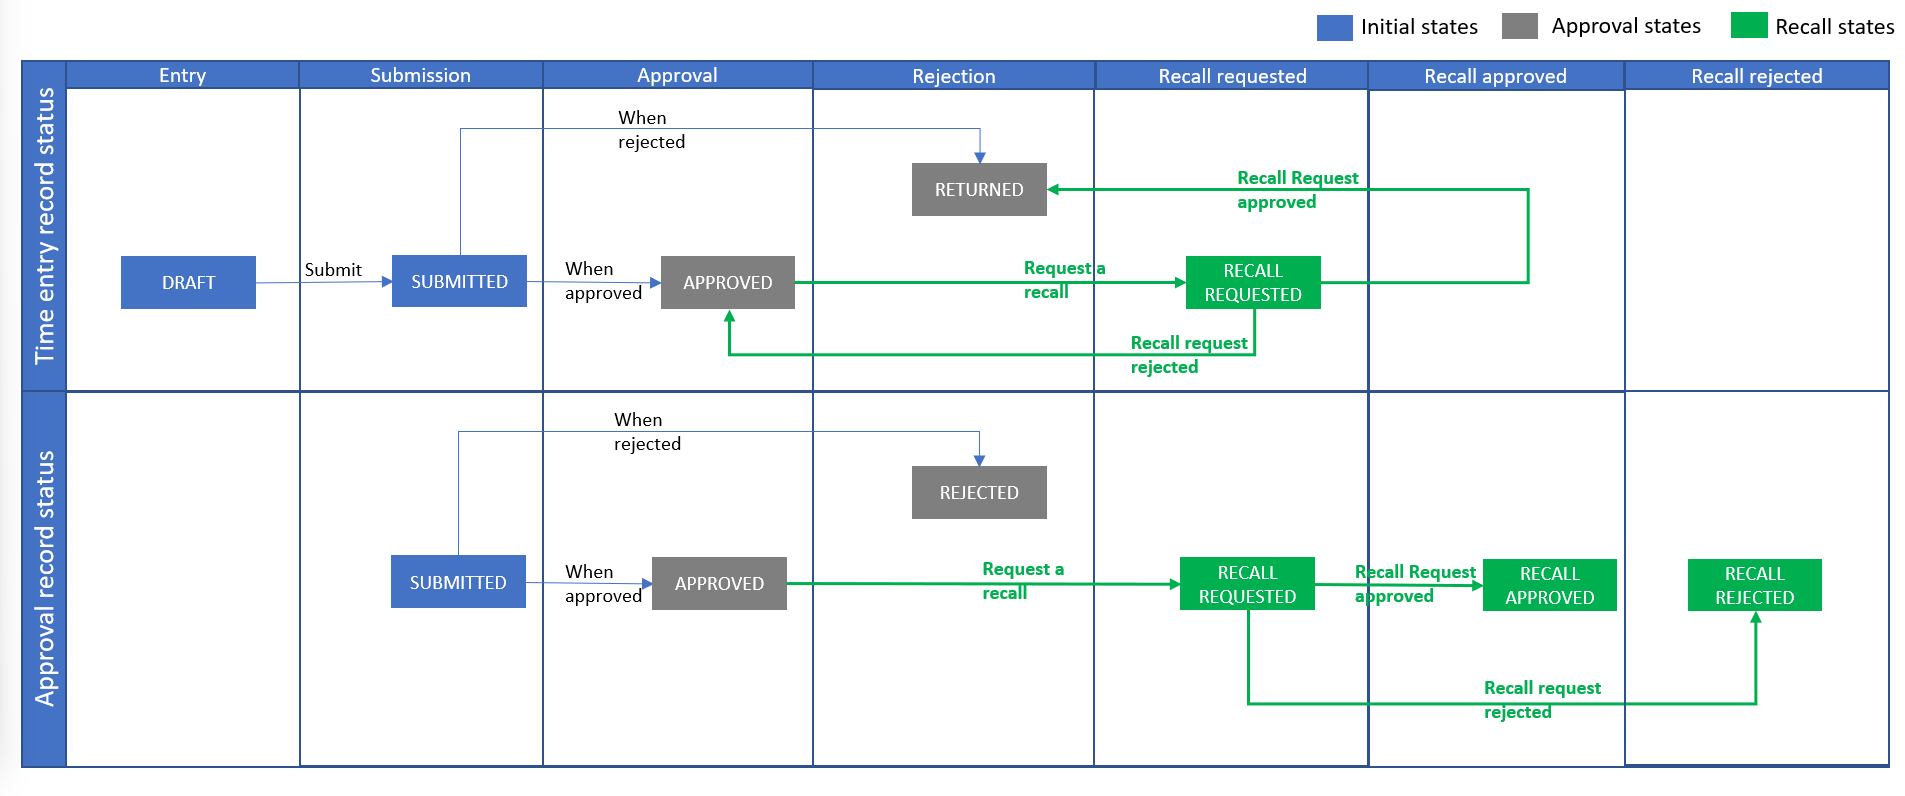 Initial states
Approval states
Recall states
Entry
Submission
Approval
Rejection
Recall requested
Recall approved
Recall rejected
Time entry record status
When
rejected
RETURNED
Recall Request
approved
DRAFT
Submit
SUBMITTED
When
approved
APPROVED
Request a
recall
RECALL
REQUESTED
Recall request
rejected
Approval record status
When
rejected
REJECTED
SUBMITTED
When
approved
APPROVED
Request a
recall
RECALL
REQUESTED
Recall Request
approved
RECALL
APPROVED
RECALL
REJECTED
Recall request
rejected